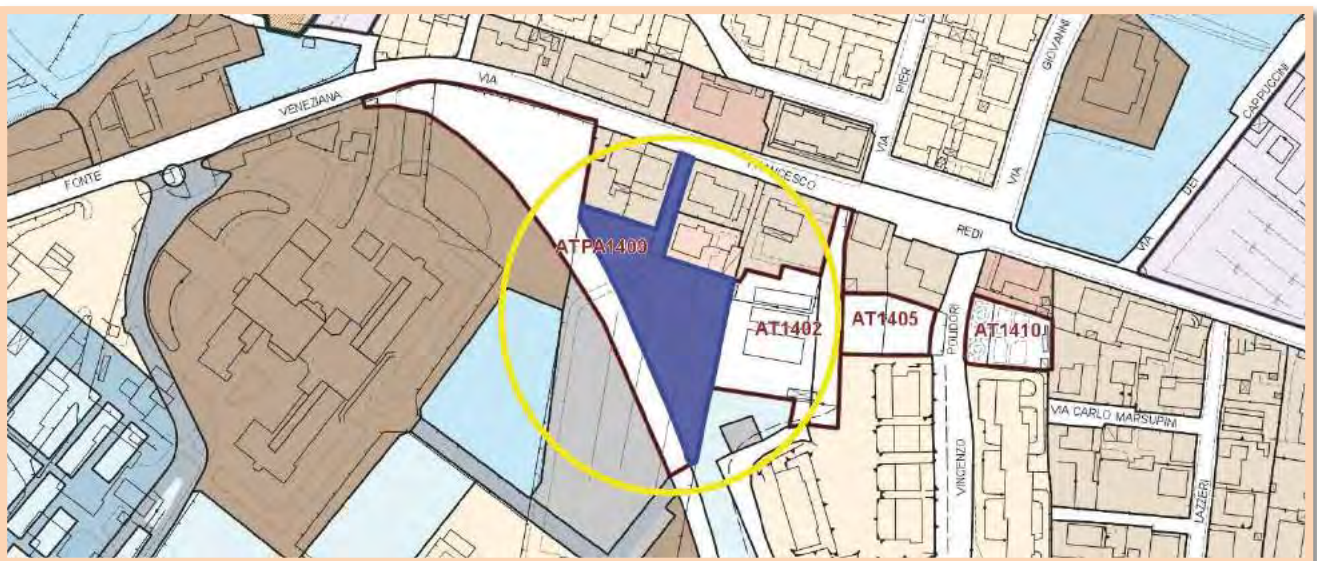 FONTE
VENEZIANA
VIA
FRANCESCO
REDI
VIA
PIER
VIA
GIOVANNI
VIA
DEI
CAPPUCCINI
ATPA1409
AT1402
AT1405
AT1410
VINCENZO
POLIDORI
VIA CARLO MARSUPINI
LAZZERI